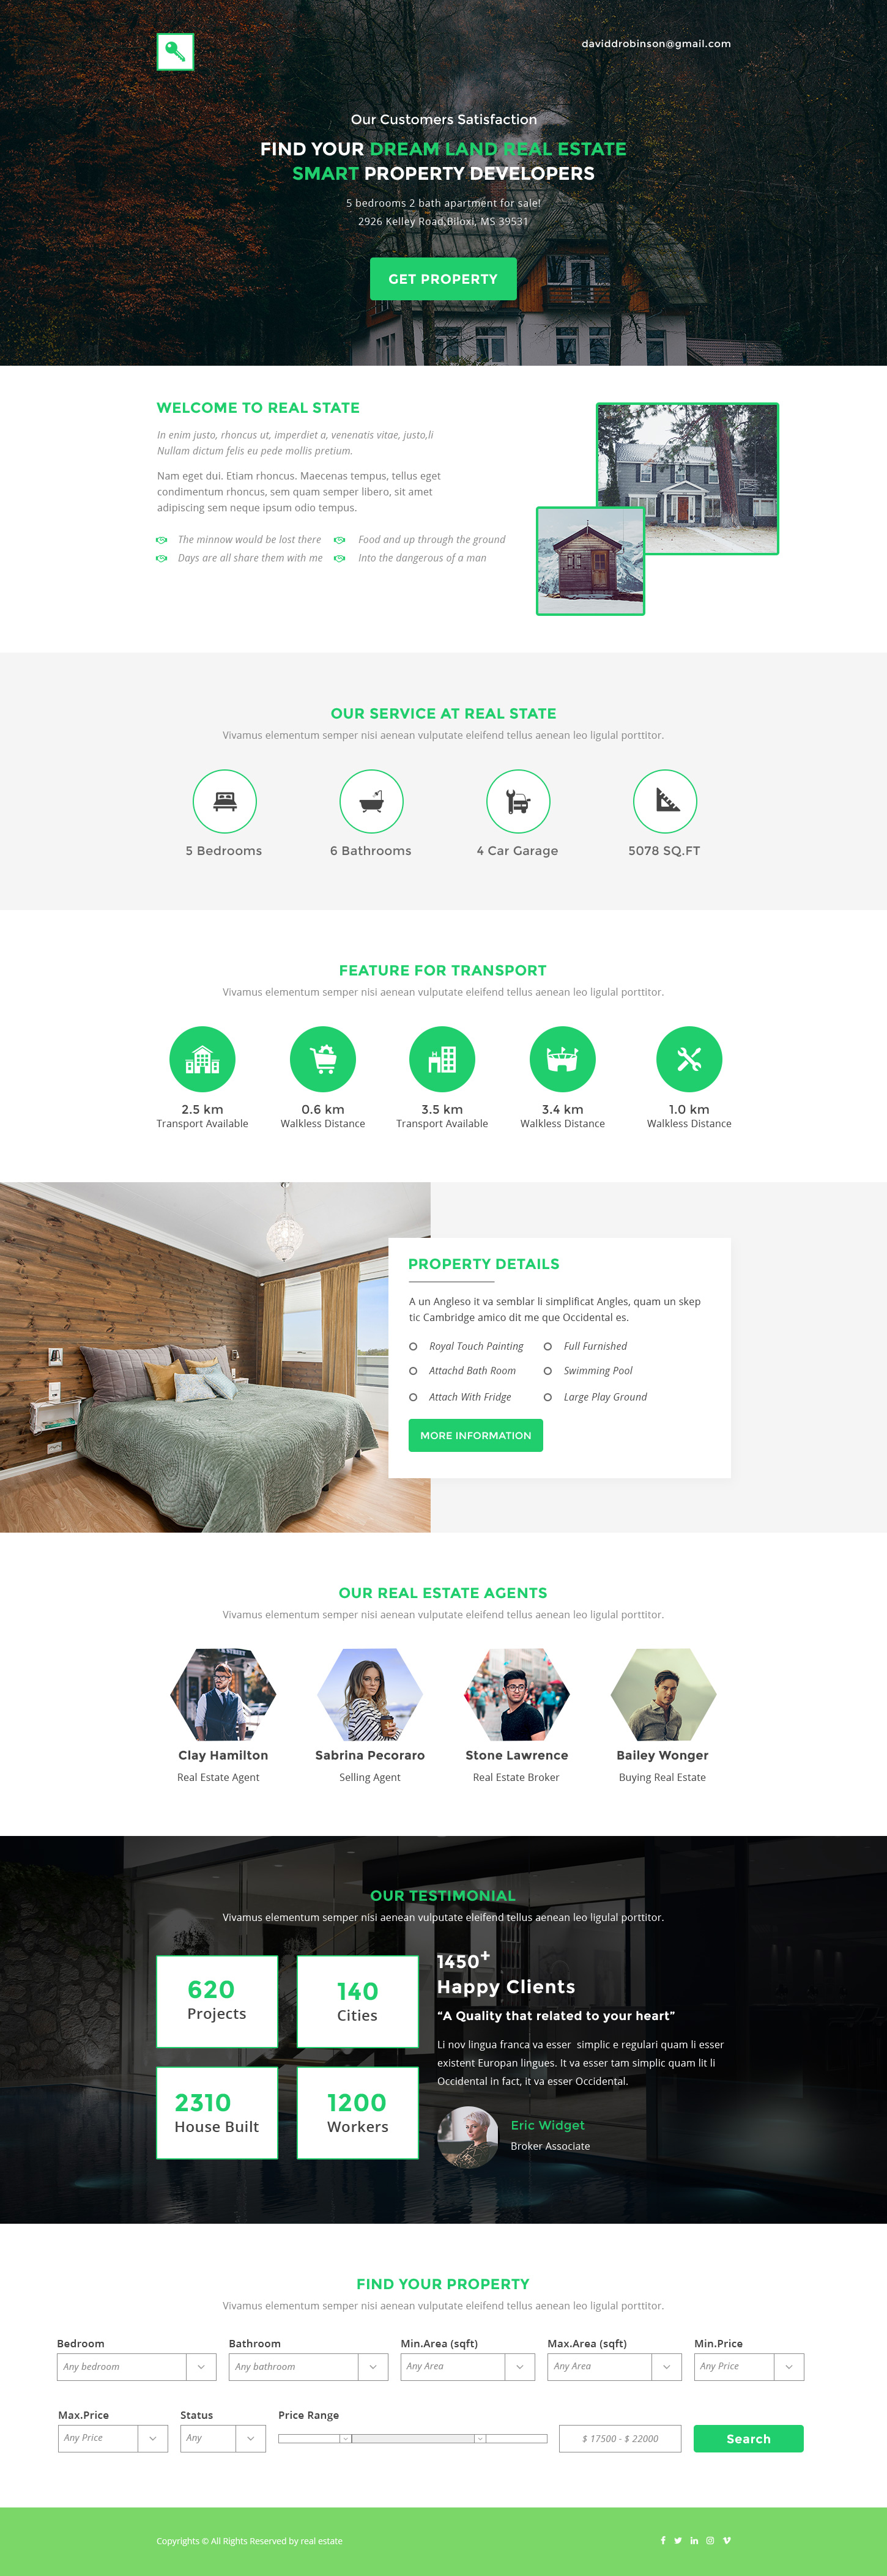 daviddrobinson@gmail.com
Our Customers Satisfaction
FIND YOUR DREAM LAND REAL ESTATE
SMART PROPERTY DEVELOPERS
5 bedrooms 2 bath apartment for sale!
2926 Kelley Road,Biloxi, MS 39531
GET PROPERTY
WELCOME TO REAL STATE
In enim justo, rhoncus ut, imperdiet a, venenatis vitae, justo,li
Nullam dictum felis eu pede mollis pretium.
Nam eget dui. Etiam rhoncus. Maecenas tempus, tellus eget
condimentum rhoncus, sem quam semper libero, sit amet
adipiscing sem neque ipsum odio tempus.
The minnow would be lost there
Food and up through the ground
Days are all share them with me
Into the dangerous of a man
OUR SERVICE AT REAL STATE
Vivamus elementum semper nisi aenean vulputate eleifend tellus aenean leo ligulal porttitor.
5 Bedrooms
6 Bathrooms
4 Car Garage
5078 SQ.FT
FEATURE FOR TRANSPORT
Vivamus elementum semper nisi aenean vulputate eleifend tellus aenean leo ligulal porttitor.
2.5 km
Transport Available
0.6 km
Walkless Distance
3.5 km
Transport Available
3.4 km
Walkless Distance
1.0 km
Walkless Distance
PROPERTY DETAILS
A un Angleso it va semblar li simplificat Angles, quam un skep
tic Cambridge amico dit me que Occidental es.
Royal Touch Painting
Full Furnished
Attachd Bath Room
Swimming Pool
Attach With Fridge
Large Play Ground
MORE INFORMATION
OUR REAL ESTATE AGENTS
Vivamus elementum semper nisi aenean vulputate eleifend tellus aenean leo ligulal porttitor.
Clay Hamilton
Real Estate Agent
Sabrina Pecoraro
Selling Agent
Stone Lawrence
Real Estate Broker
Bailey Wonger
Buying Real Estate
OUR TESTIMONIAL
Vivamus elementum semper nisi aenean vulputate eleifend tellus aenean leo ligulal porttitor.
620
Projects
140
Cities
2310
House Built
1200
Workers
1450+
Happy Clients
“A Quality that related to your heart”
Li nov lingua franca va esser simplic e regulari quam li esser
existent Europan lingues. It va esser tam simplic quam lit li
Occidental in fact, it va esser Occidental.
Eric Widget
Broker Associate
FIND YOUR PROPERTY
Vivamus elementum semper nisi aenean vulputate eleifend tellus aenean leo ligulal porttitor.
Bedroom
Any bedroom
Bathroom
Any bathroom
Min.Area (sqft)
Any Area
Max.Area (sqft)
Any Area
Min.Price
Any Price
Max.Price
Any Price
Status
Any
Price Range
$ 17500 - $ 22000
Search
Copyrights © All Rights Reserved by real estate